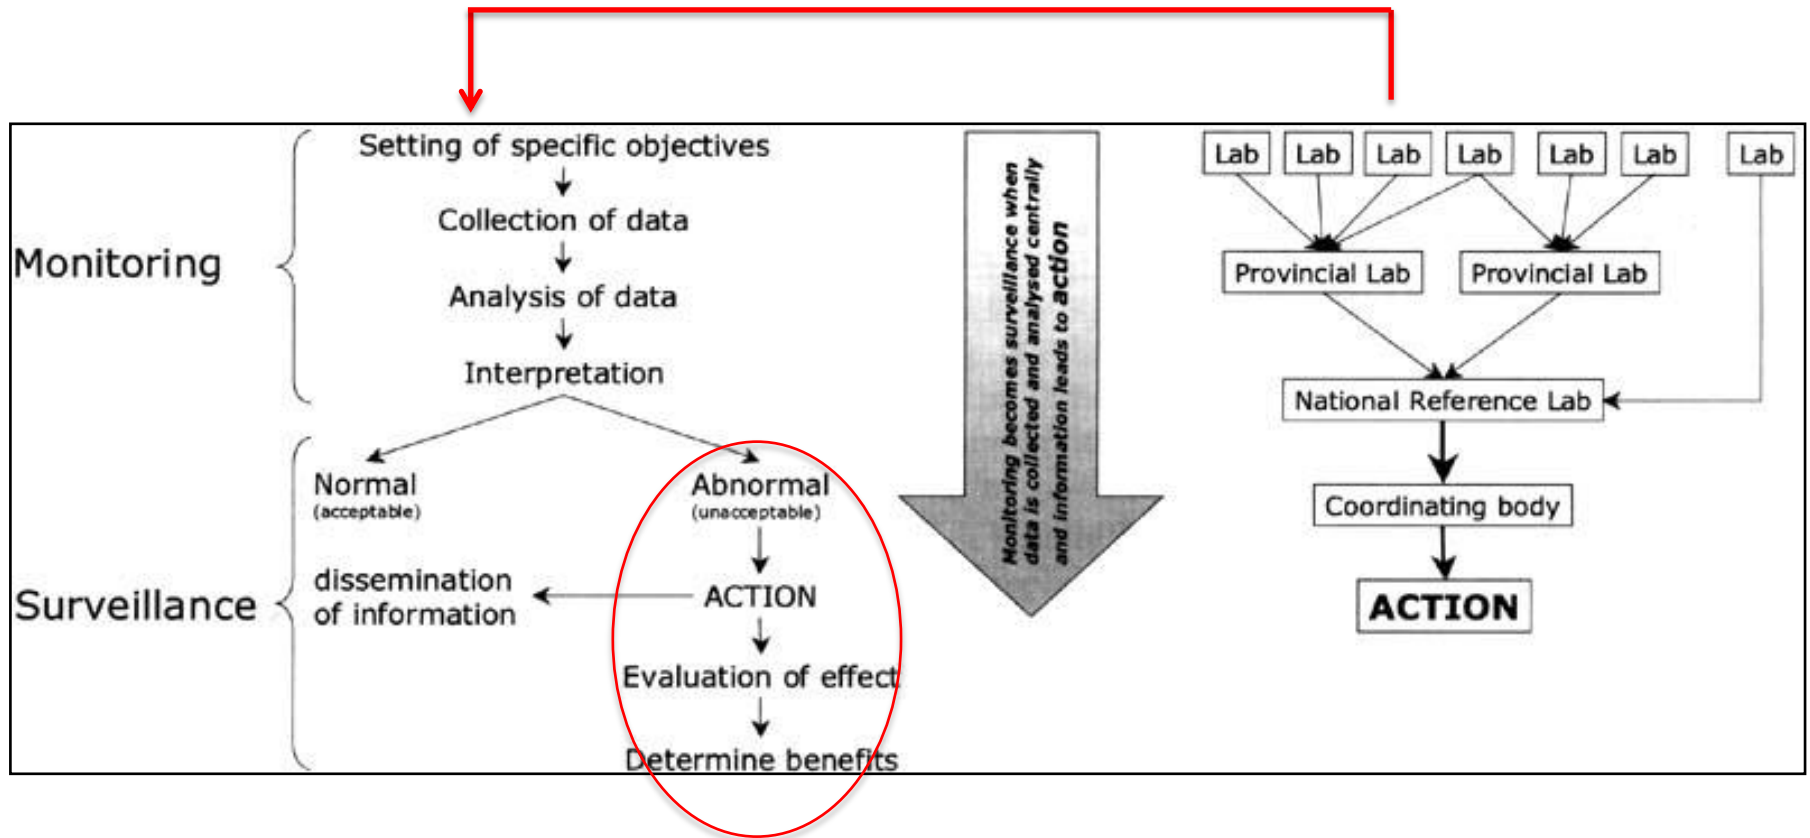 Monitoring
Setting of specific objectives
Collection of data
Analysis of data
Interpretation
Surveillance
Normal
(acceptable)
Abnormal
(unacceptable)
dissemination
of information
ACTION
Evaluation of effect
Determine benefits
Monitoring becomes surveillance when
data is collected and analysed centrally
and information leads to action
Lab
Lab
Lab
Lab
Lab
Lab
Lab
Provincial Lab
Provincial Lab
National Reference Lab
Coordinating body
ACTION